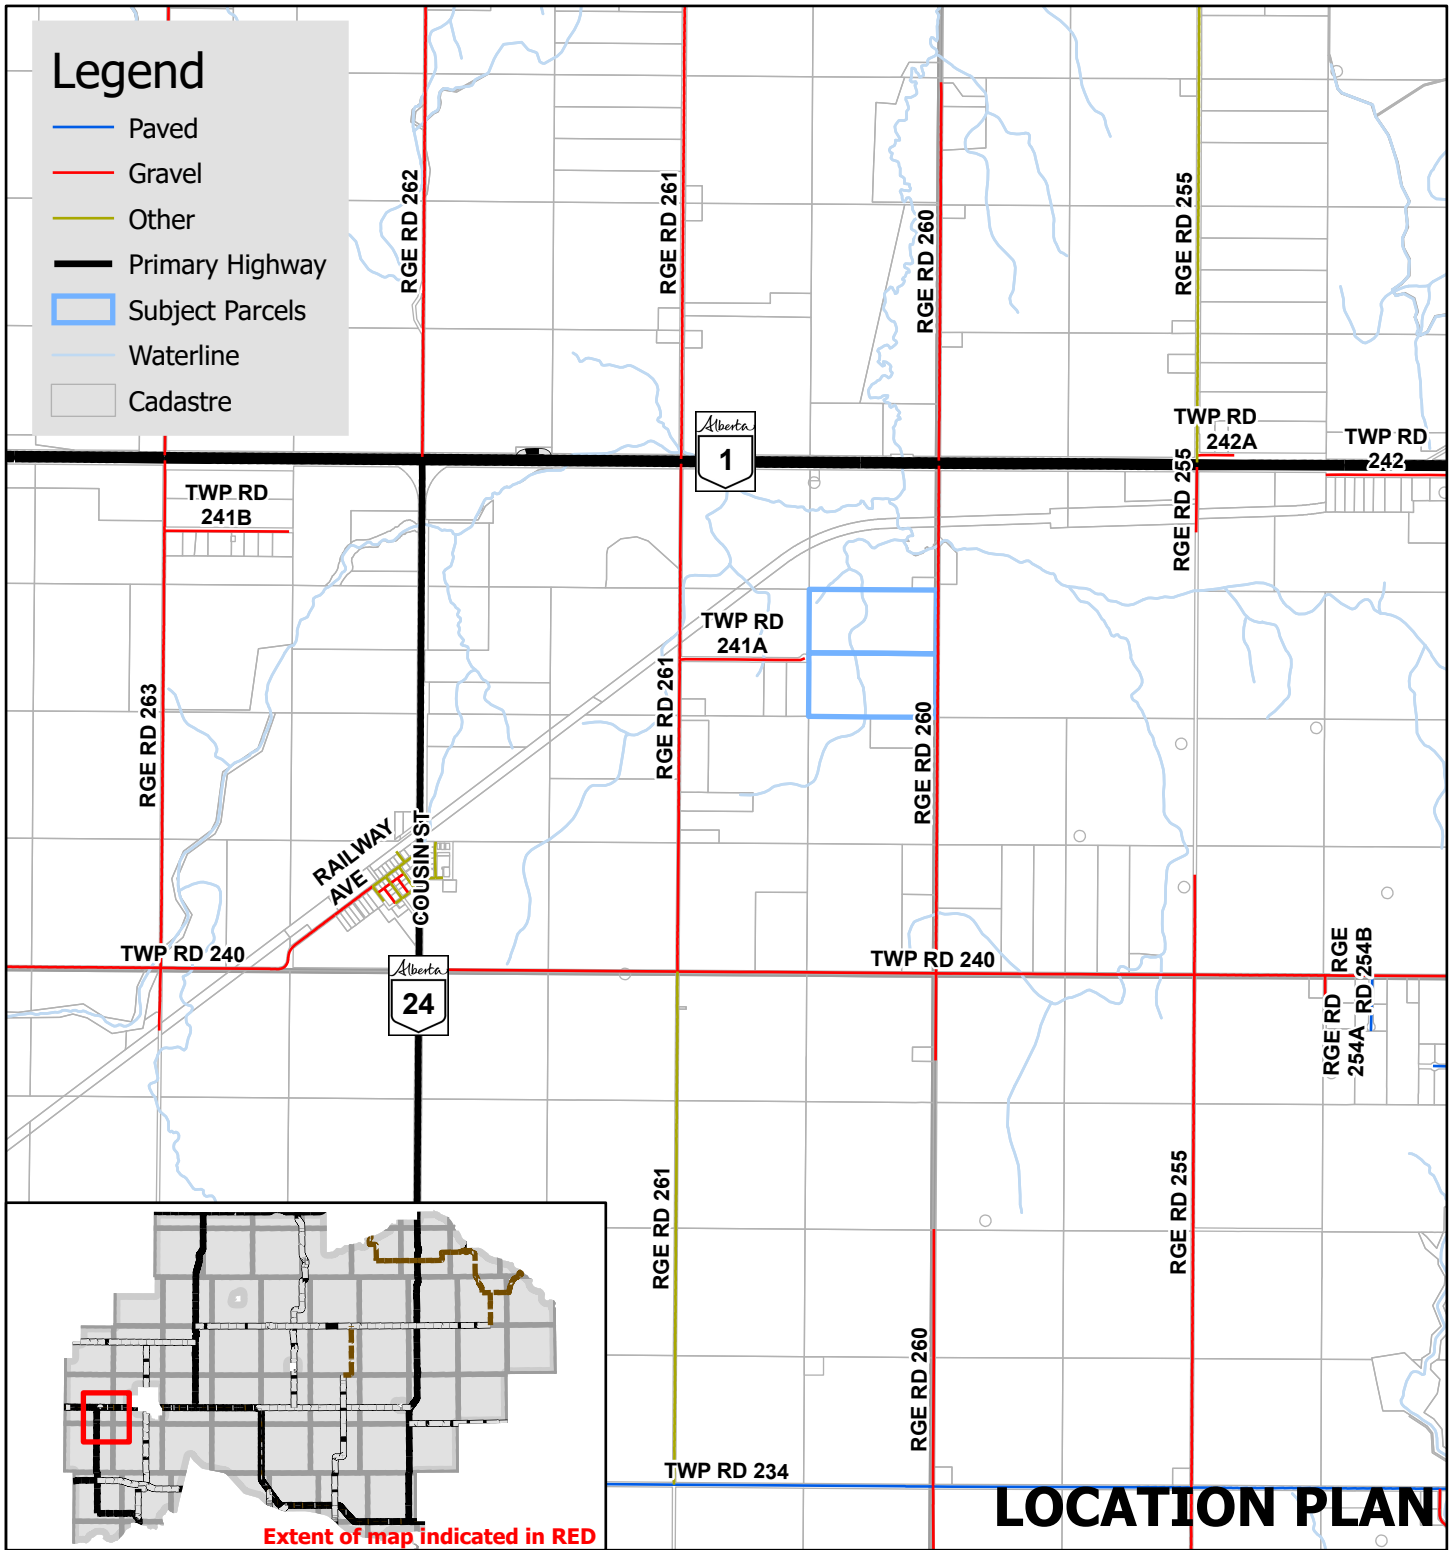 Legend
Paved
Gravel
Other
Primary Highway
Subject Parcels
Waterline
Cadastre
RGE RD 262
RGE RD 261
RGE RD 260
RGE RD 255
Alberta
1
TWP RD
242A
TWP RD
242
TWP RD
241B
RGE RD 255
TWP RD
241A
RGE RD 263
RGE RD 261
RGE RD 260
RAILWAY
AVE
COUSIN ST
TWP RD 240
Alberta
24
TWP RD 240
RGE
RD 254B
RGE RD
254A
RGE RD 261
RGE RD 255
RGE RD 260
TWP RD 234
LOCATION PLAN
Extent of map indicated in RED